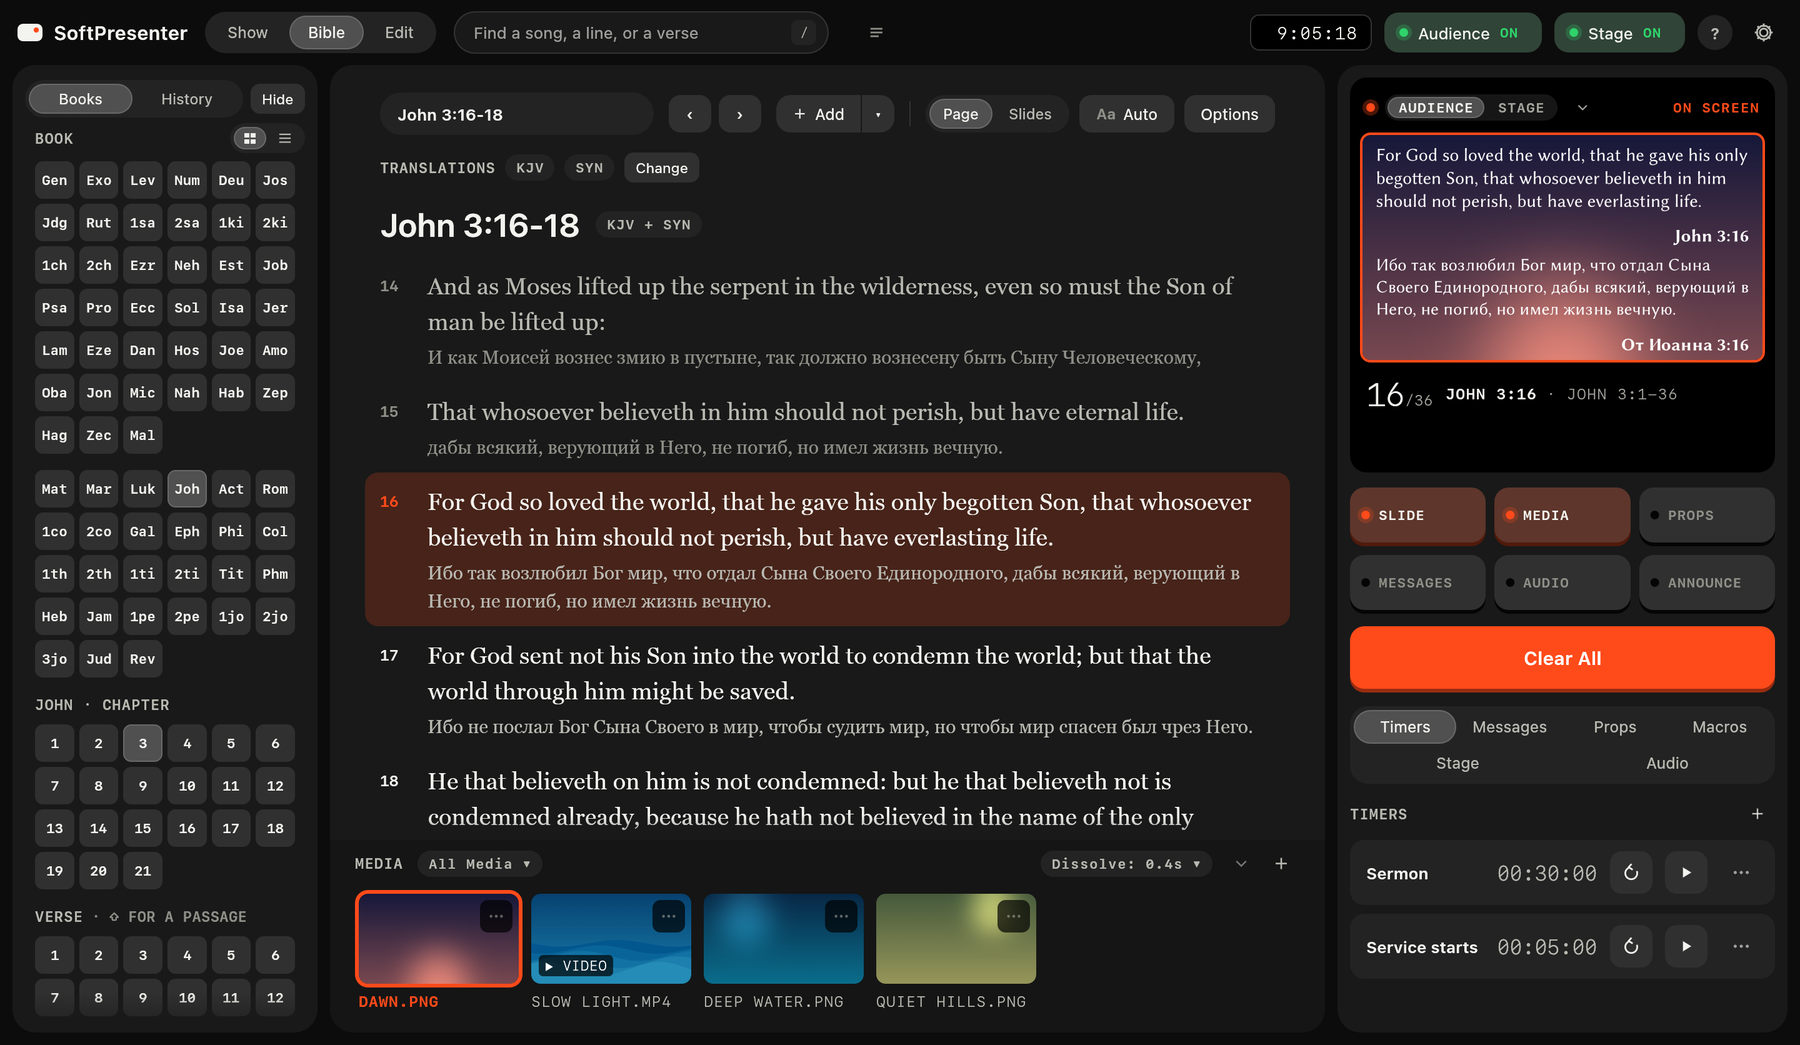 SoftPresenter
Show Bible Edit
Find a song, a line, or a verse /
9:05:18
Audience ON
Stage ON
?
Books History Hide
BOOK
Gen Exo Lev Num Deu Jos
Jdg Rut 1sa 2sa 1ki 2ki
1ch 2ch Ezr Neh Est Job
Psa Pro Ecc Sol Isa Jer
Lam Eze Dan Hos Joe Amo
Oba Jon Mic Nah Hab Zep
Hag Zec Mal
Mat Mar Luk Joh Act Rom
1co 2co Gal Eph Phi Col
1th 2th 1ti 2ti Tit Phm
Heb Jam 1pe 2pe 1jo 2jo
3jo Jud Rev
JOHN · CHAPTER
1 2 3 4 5 6
7 8 9 10 11 12
13 14 15 16 17 18
19 20 21
VERSE · ⇧ FOR A PASSAGE
1 2 3 4 5 6
7 8 9 10 11 12
John 3:16-18
‹ › + Add ▾ Page Slides Aa Auto Options
TRANSLATIONS KJV SYN Change
John 3:16-18 KJV + SYN
14 And as Moses lifted up the serpent in the wilderness, even so must the Son of
man be lifted up:
И как Моисей вознес змию в пустыне, так должно вознесену быть Сыну Человеческому,
15 That whosoever believeth in him should not perish, but have eternal life.
дабы всякий, верующий в Него, не погиб, но имел жизнь вечную.
16 For God so loved the world, that he gave his only begotten Son, that whosoever
believeth in him should not perish, but have everlasting life.
Ибо так возлюбил Бог мир, что отдал Сына Своего Единородного, дабы всякий, верующий в
Него, не погиб, но имел жизнь вечную.
17 For God sent not his Son into the world to condemn the world; but that the
world through him might be saved.
Ибо не послал Бог Сына Своего в мир, чтобы судить мир, но чтобы мир спасен был чрез Него.
18 He that believeth on him is not condemned: but he that believeth not is
condemned already, because he hath not believed in the name of the only
MEDIA All Media ▾ Dissolve: 0.4s ▾ +
▶ VIDEO
DAWN.PNG SLOW LIGHT.MP4 DEEP WATER.PNG QUIET HILLS.PNG
AUDIENCE STAGE ON SCREEN
For God so loved the world, that he gave his only
begotten Son, that whosoever believeth in him
should not perish, but have everlasting life.
John 3:16
Ибо так возлюбил Бог мир, что отдал Сына
Своего Единородного, дабы всякий, верующий в
Него, не погиб, но имел жизнь вечную.
От Иоанна 3:16
16/36 JOHN 3:16 · JOHN 3:1–36
SLIDE MEDIA PROPS
MESSAGES AUDIO ANNOUNCE
Clear All
Timers Messages Props Macros
Stage Audio
TIMERS +
Sermon 00:30:00
Service starts 00:05:00